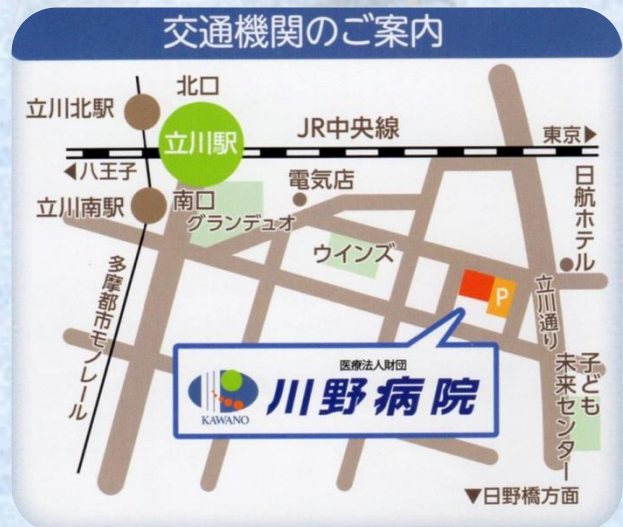 交通機関のご案内
北口
立川北駅
立川駅
JR中央線
東京▶
◀八王子
立川南駅
南口
グランデュオ
電気店
日航ホテル
ウインズ
多摩都市モノレール
P
立川通り
子ども
未来センター
医療法人財団
川野病院
KAWANO
▼日野橋方面